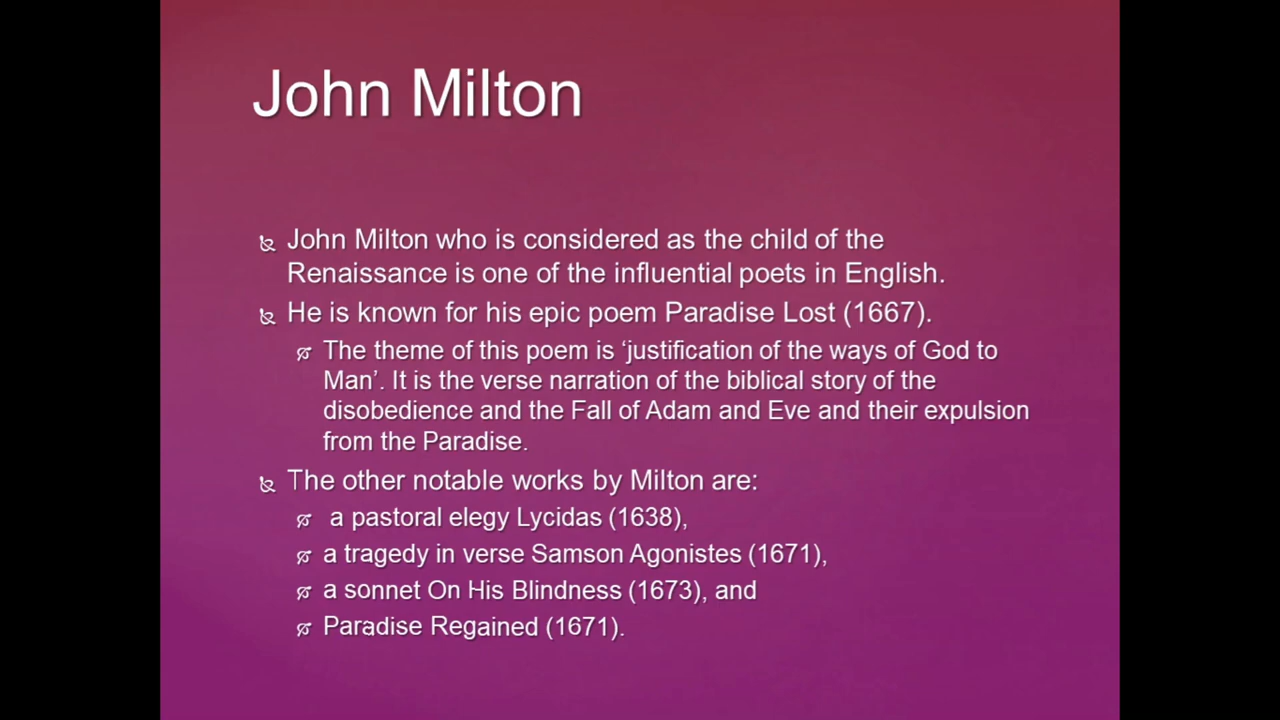 John Milton
John Milton who is considered as the child of the
Renaissance is one of the influential poets in English.
He is known for his epic poem Paradise Lost (1667).
The theme of this poem is ‘justification of the ways of God to
Man’. It is the verse narration of the biblical story of the
disobedience and the Fall of Adam and Eve and their expulsion
from the Paradise.
The other notable works by Milton are:
a pastoral elegy Lycidas (1638),
a tragedy in verse Samson Agonistes (1671),
a sonnet On His Blindness (1673), and
Paradise Regained (1671).